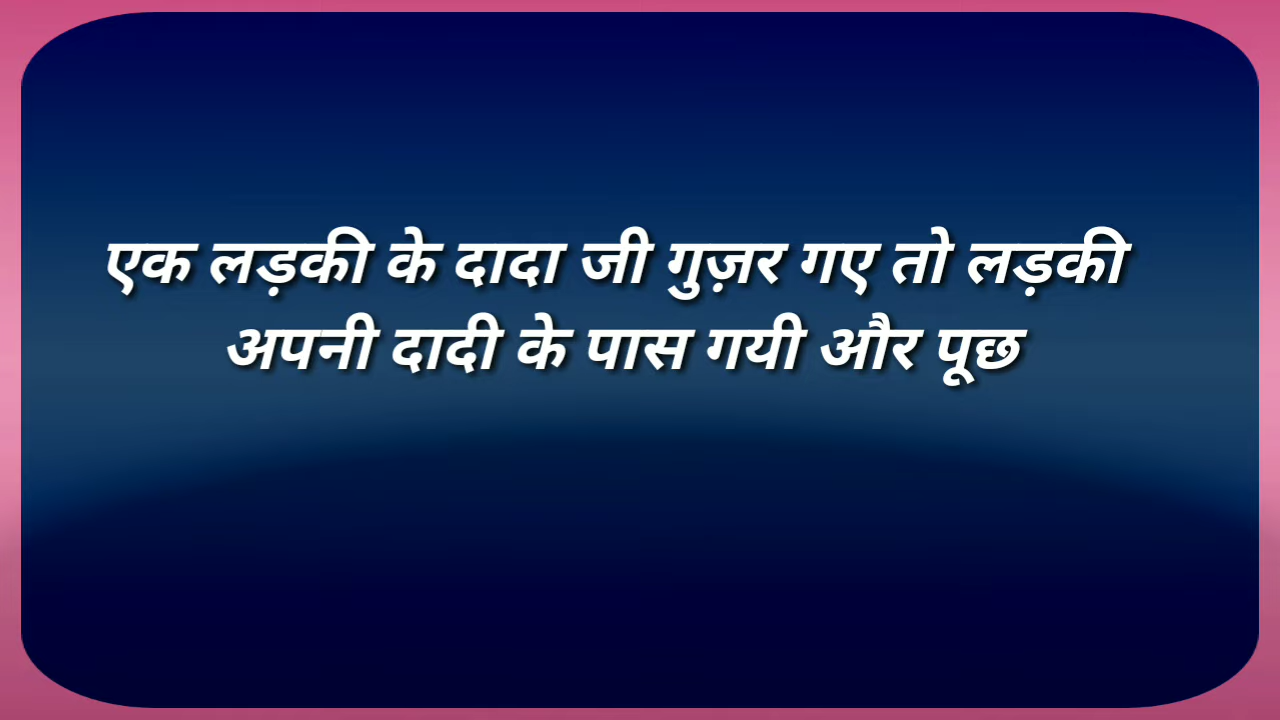 एक लड़की के दादा जी गुज़र गए तो लड़की
अपनी दादी के पास गयी और पूछ